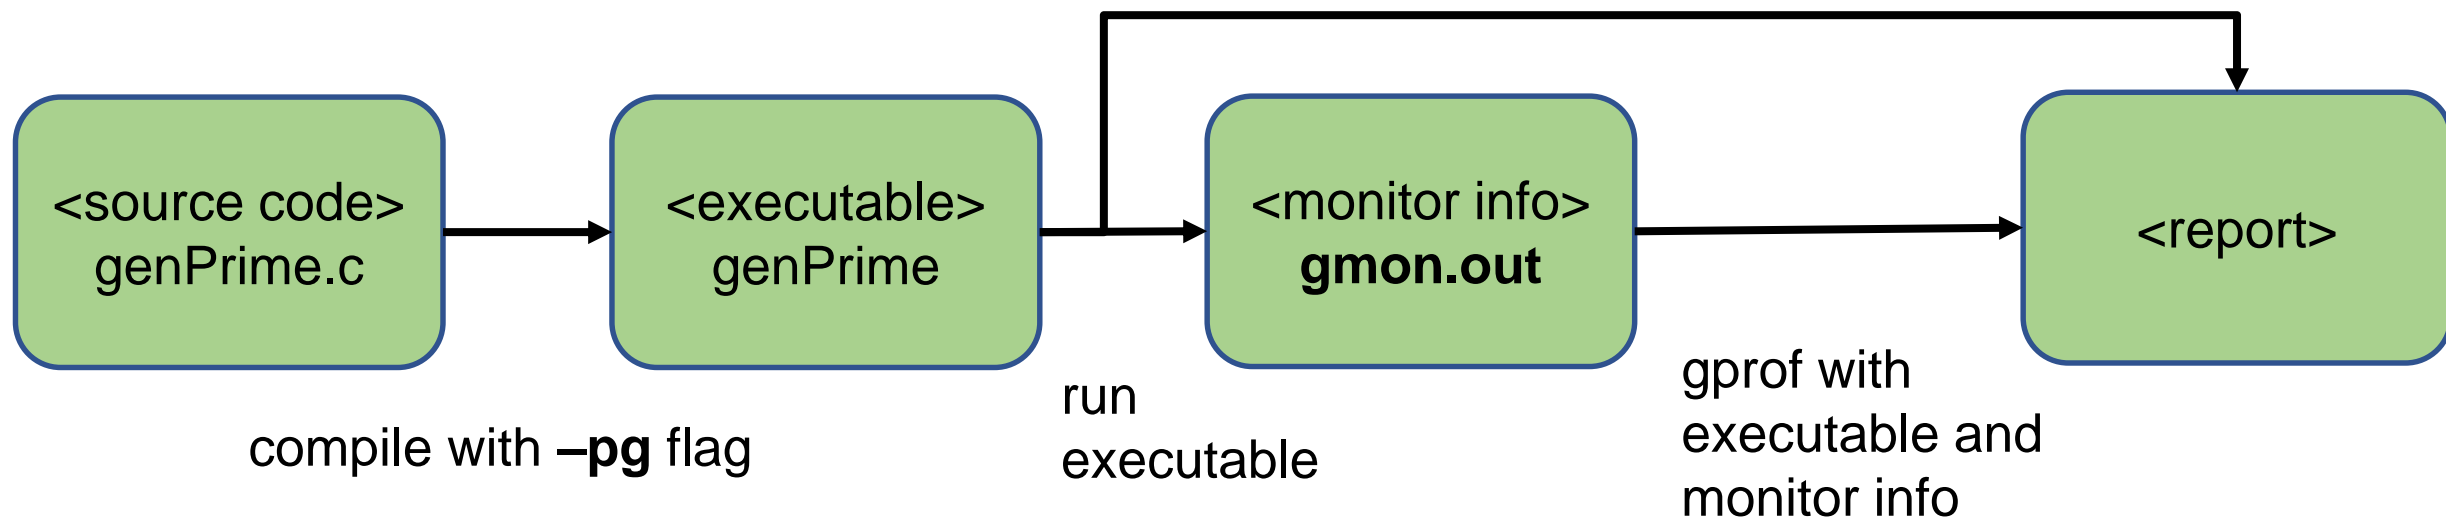 <source code>
genPrime.c
<executable>
genPrime
<monitor info>
gmon.out
<report>
compile with –pg flag
run
executable
gprof with
executable and
monitor info